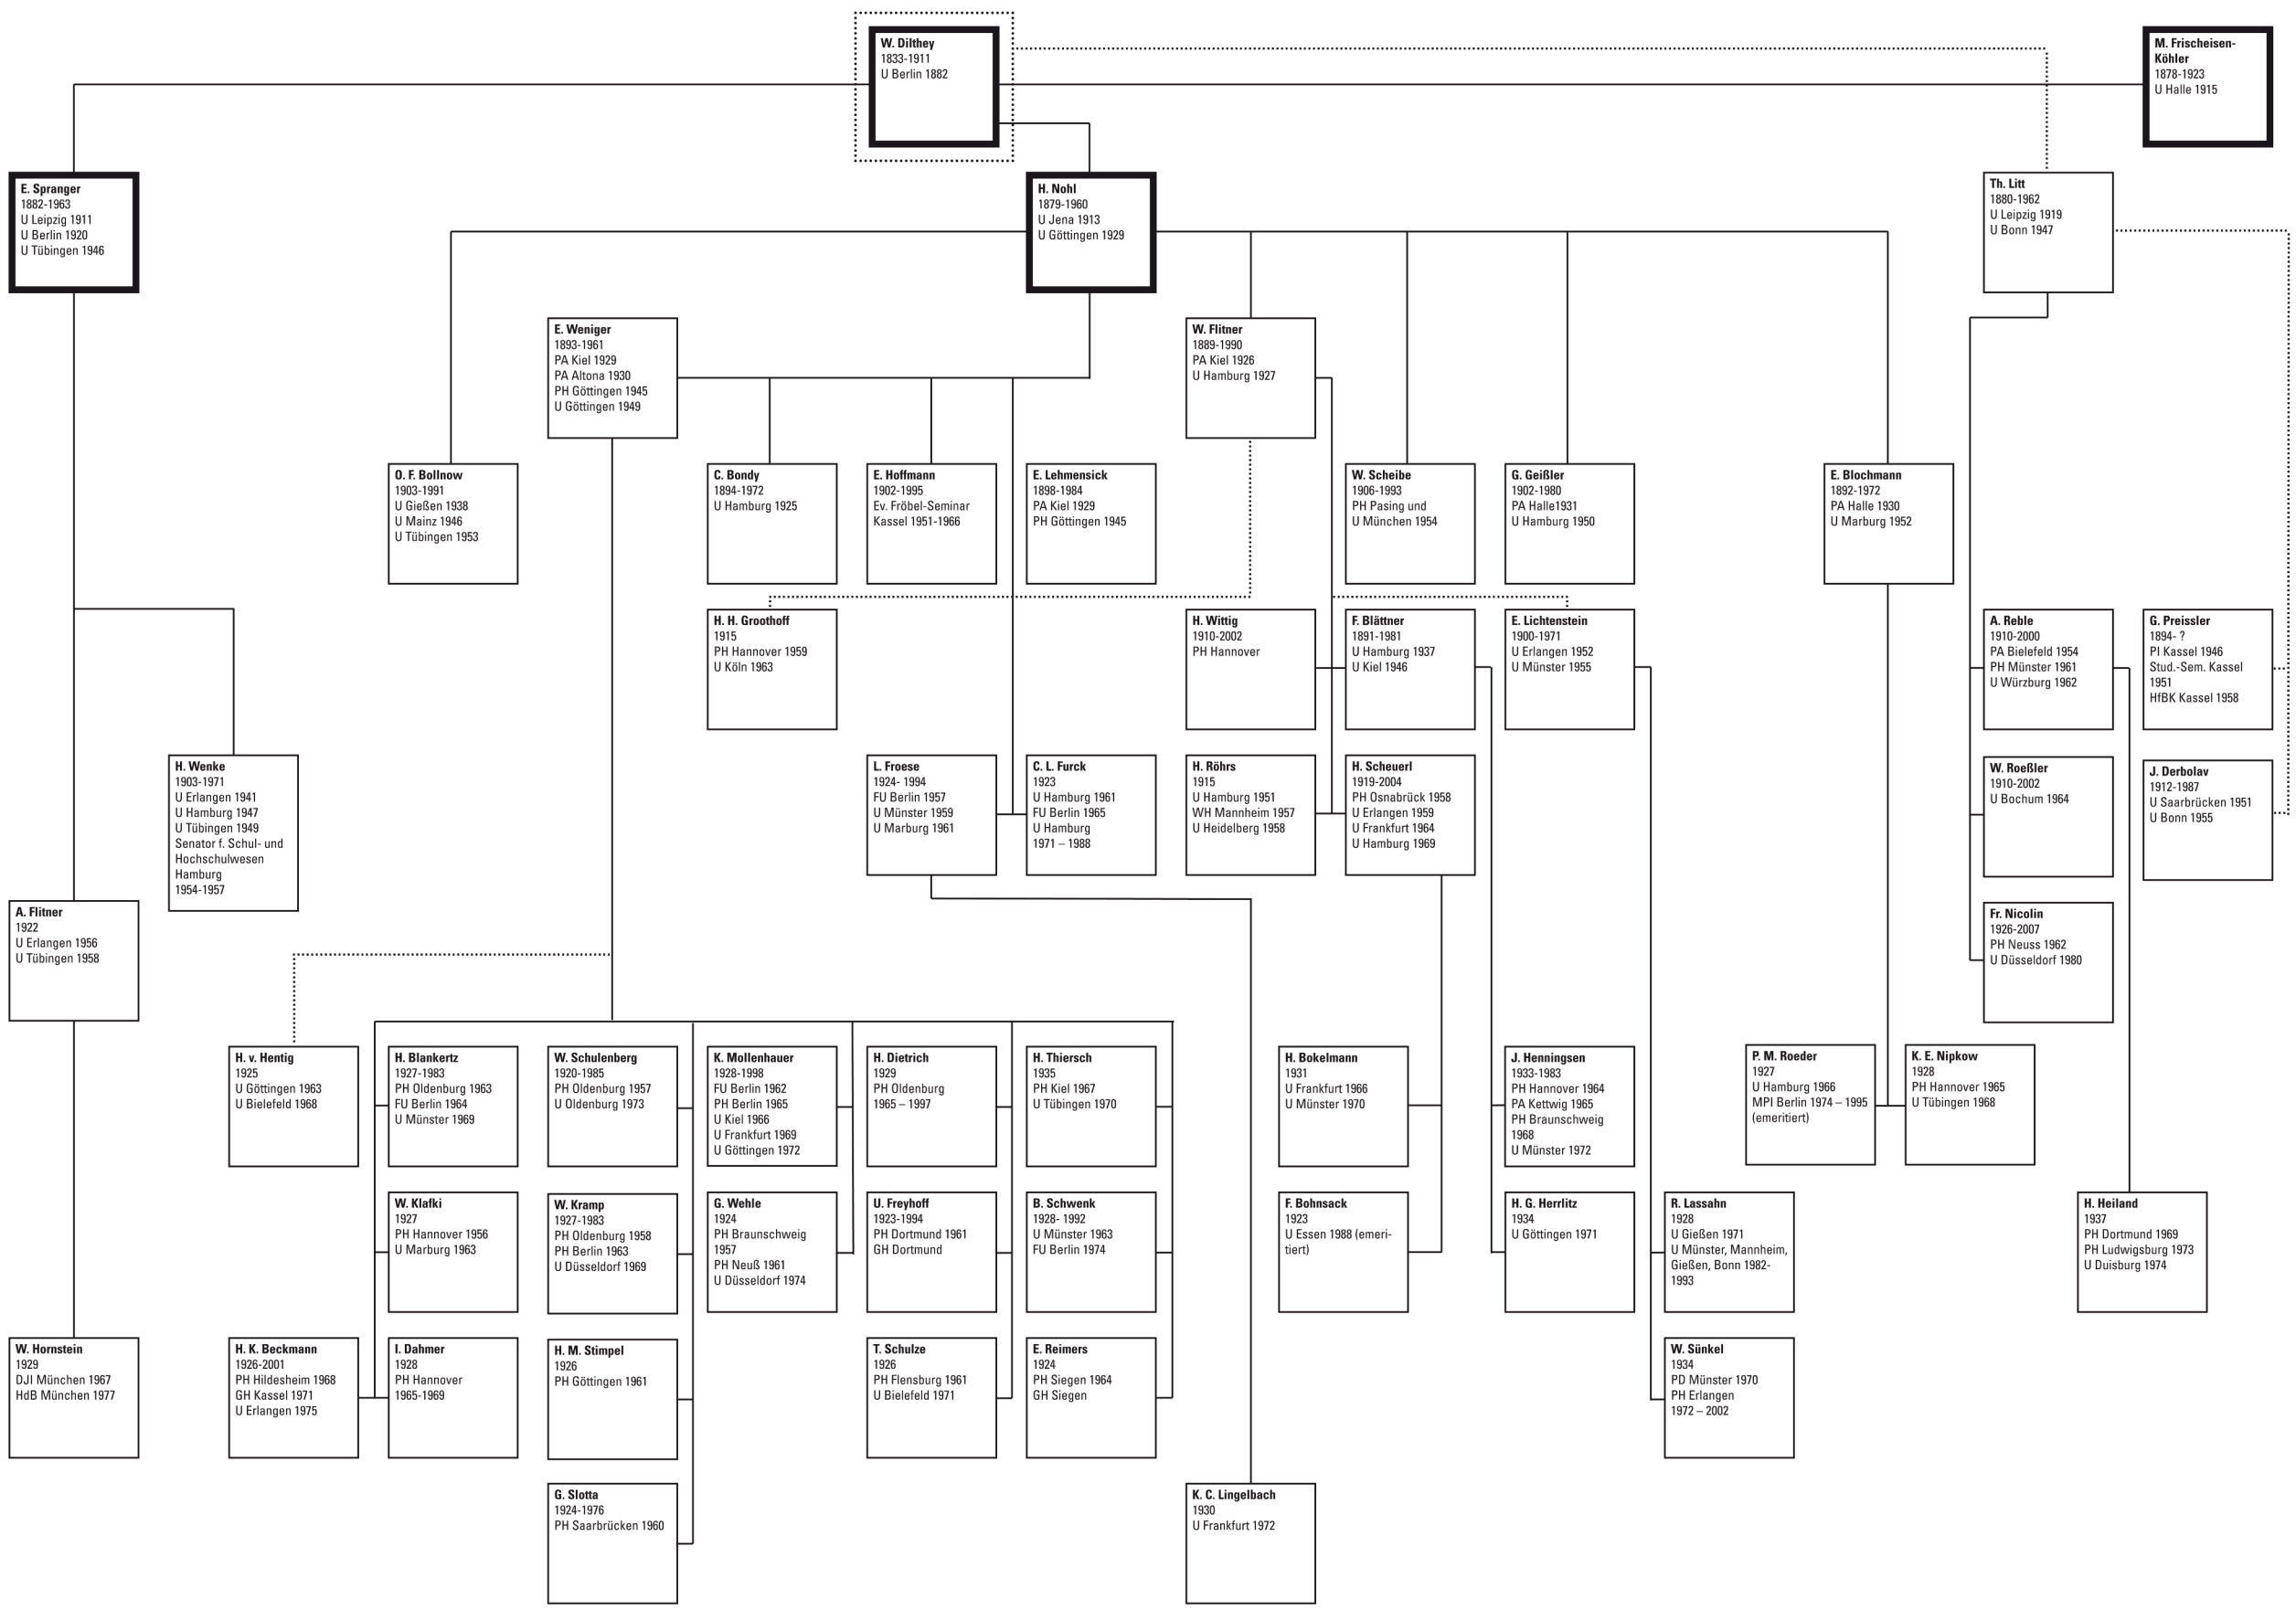 W. Dilthey
1833-1911
U Berlin 1882
M. Frischeisen-
Köhler
1878-1923
U Halle 1915
E. Spranger
1882-1963
U Leipzig 1911
U Berlin 1920
U Tübingen 1946
H. Nohl
1879-1960
U Jena 1913
U Göttingen 1929
Th. Litt
1880-1962
U Leipzig 1919
U Bonn 1947
E. Weniger
1893-1961
PA Kiel 1929
PA Altona 1930
PH Göttingen 1945
U Göttingen 1949
W. Flitner
1889-1990
PA Kiel 1926
U Hamburg 1927
O. F. Bollnow
1903-1991
U Gießen 1938
U Mainz 1946
U Tübingen 1953
C. Bondy
1894-1972
U Hamburg 1925
E. Hoffmann
1902-1995
Ev. Fröbel-Seminar
Kassel 1951-1966
E. Lehmensick
1898-1984
PA Kiel 1929
PH Göttingen 1945
W. Scheibe
1906-1993
PH Pasing und
U München 1954
G. Geißler
1902-1980
PA Halle1931
U Hamburg 1950
E. Blochmann
1892-1972
PA Halle 1930
U Marburg 1952
H. H. Groothoff
1915
PH Hannover 1959
U Köln 1963
H. Wittig
1910-2002
PH Hannover
F. Blättner
1891-1981
U Hamburg 1937
U Kiel 1946
E. Lichtenstein
1900-1971
U Erlangen 1952
U Münster 1955
A. Reble
1910-2000
PA Bielefeld 1954
PH Münster 1961
U Würzburg 1962
G. Preissler
1894- ?
PI Kassel 1946
Stud.-Sem. Kassel
1951
HfBK Kassel 1958
H. Wenke
1903-1971
U Erlangen 1941
U Hamburg 1947
U Tübingen 1949
Senator f. Schul- und
Hochschulwesen
Hamburg
1954-1957
L. Froese
1924- 1994
FU Berlin 1957
U Münster 1959
U Marburg 1961
C. L. Furck
1923
U Hamburg 1961
FU Berlin 1965
U Hamburg
1971 – 1988
H. Röhrs
1915
U Hamburg 1951
WH Mannheim 1957
U Heidelberg 1958
H. Scheuerl
1919-2004
PH Osnabrück 1958
U Erlangen 1959
U Frankfurt 1964
U Hamburg 1969
W. Roeßler
1910-2002
U Bochum 1964
J. Derbolav
1912-1987
U Saarbrücken 1951
U Bonn 1955
A. Flitner
1922
U Erlangen 1956
U Tübingen 1958
Fr. Nicolin
1926-2007
PH Neuss 1962
U Düsseldorf 1980
H. v. Hentig
1925
U Göttingen 1963
U Bielefeld 1968
H. Blankertz
1927-1983
PH Oldenburg 1963
FU Berlin 1964
U Münster 1969
W. Schulenberg
1920-1985
PH Oldenburg 1957
U Oldenburg 1973
K. Mollenhauer
1928-1998
FU Berlin 1962
PH Berlin 1965
U Kiel 1966
U Frankfurt 1969
U Göttingen 1972
H. Dietrich
1929
PH Oldenburg
1965 – 1997
H. Thiersch
1935
PH Kiel 1967
U Tübingen 1970
H. Bokelmann
1931
U Frankfurt 1966
U Münster 1970
J. Henningsen
1933-1983
PH Hannover 1964
PA Kettwig 1965
PH Braunschweig
1968
U Münster 1972
P. M. Roeder
1927
U Hamburg 1966
MPI Berlin 1974 – 1995
(emeritiert)
K. E. Nipkow
1928
PH Hannover 1965
U Tübingen 1968
W. Klafki
1927
PH Hannover 1956
U Marburg 1963
W. Kramp
1927-1983
PH Oldenburg 1958
PH Berlin 1963
U Düsseldorf 1969
G. Wehle
1924
PH Braunschweig
1957
PH Neuß 1961
U Düsseldorf 1974
U. Freyhoff
1923-1994
PH Dortmund 1961
GH Dortmund
B. Schwenk
1928- 1992
U Münster 1963
FU Berlin 1974
F. Bohnsack
1923
U Essen 1988 (emeri-
tiert)
H. G. Herrlitz
1934
U Göttingen 1971
R. Lassahn
1928
U Gießen 1971
U Münster, Mannheim,
Gießen, Bonn 1982-
1993
H. Heiland
1937
PH Dortmund 1969
PH Ludwigsburg 1973
U Duisburg 1974
W. Hornstein
1929
DJI München 1967
HdB München 1977
H. K. Beckmann
1926-2001
PH Hildesheim 1968
GH Kassel 1971
U Erlangen 1975
I. Dahmer
1928
PH Hannover
1965-1969
H. M. Stimpel
1926
PH Göttingen 1961
T. Schulze
1926
PH Flensburg 1961
U Bielefeld 1971
E. Reimers
1924
PH Siegen 1964
GH Siegen
W. Sünkel
1934
PD Münster 1970
PH Erlangen
1972 – 2002
G. Slotta
1924-1976
PH Saarbrücken 1960
K. C. Lingelbach
1930
U Frankfurt 1972